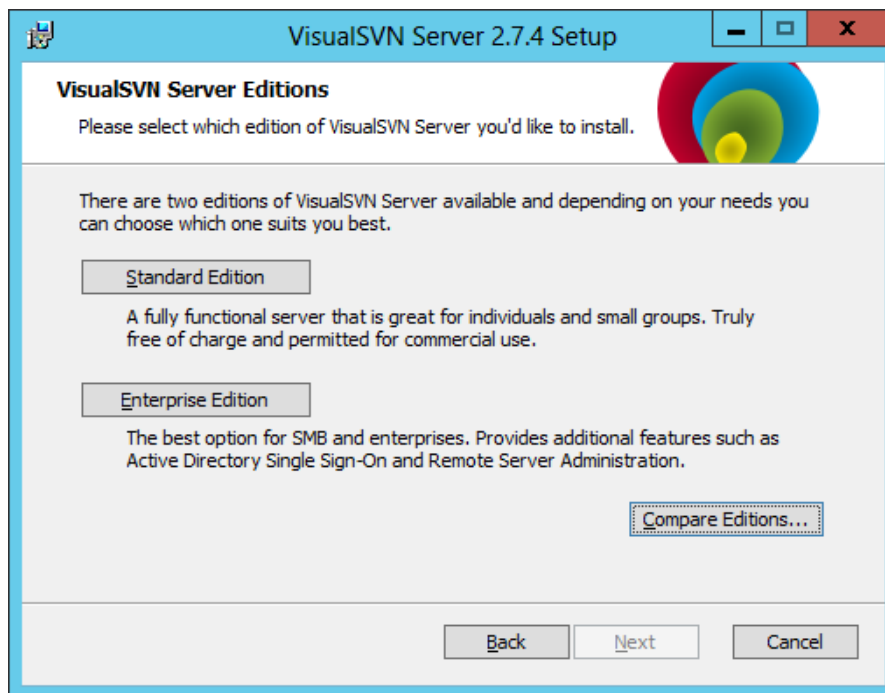 VisualSVN Server 2.7.4 Setup
VisualSVN Server Editions
Please select which edition of VisualSVN Server you'd like to install.
There are two editions of VisualSVN Server available and depending on your needs you
can choose which one suits you best.
Standard Edition
A fully functional server that is great for individuals and small groups. Truly
free of charge and permitted for commercial use.
Enterprise Edition
The best option for SMB and enterprises. Provides additional features such as
Active Directory Single Sign-On and Remote Server Administration.
Compare Editions...
Back Next Cancel